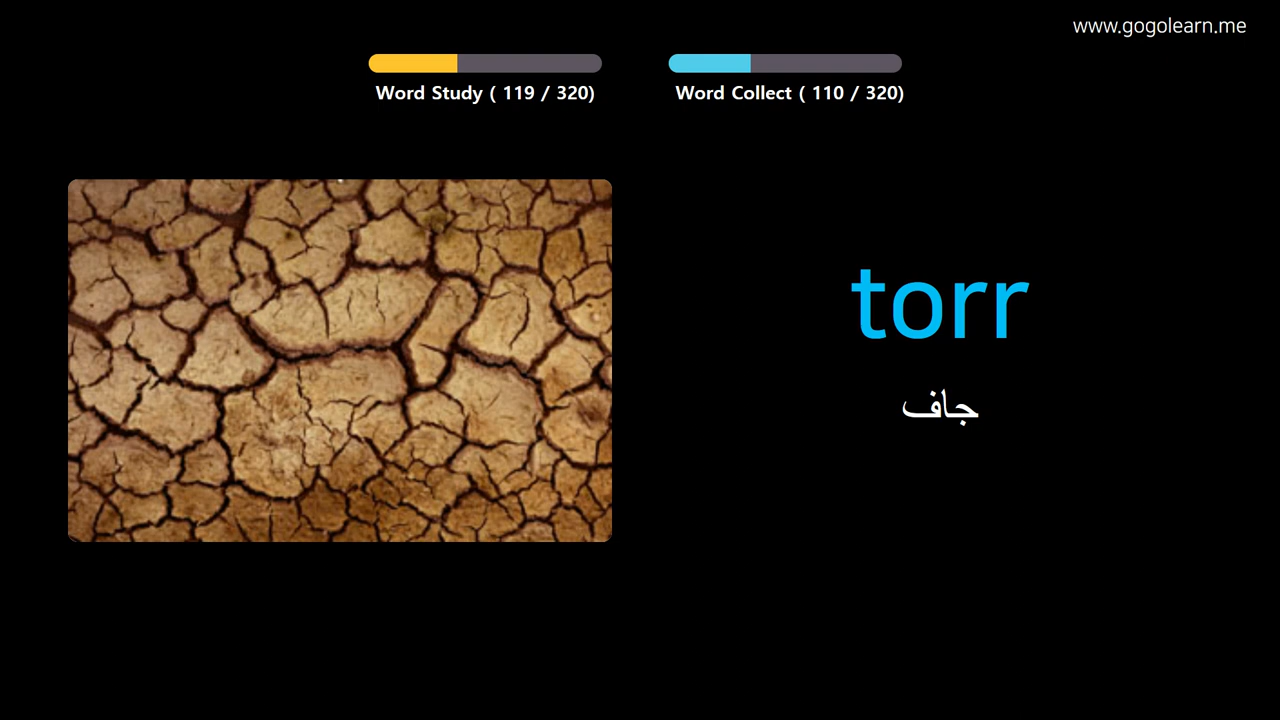 www.gogolearn.me
Word Study ( 119 / 320)
Word Collect ( 110 / 320)
torr
جاف